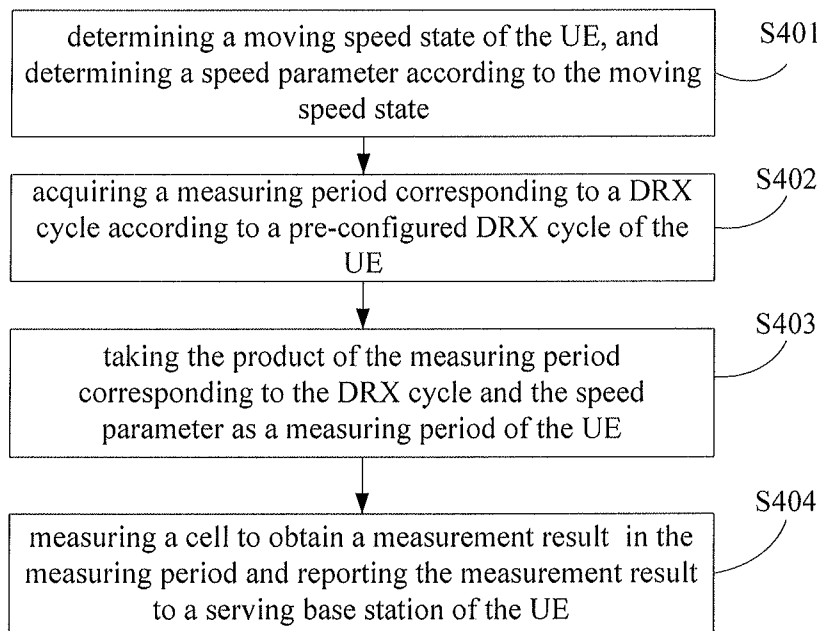 determining a moving speed state of the UE, and
determining a speed parameter according to the moving
speed state
S401
acquiring a measuring period corresponding to a DRX
cycle according to a pre-configured DRX cycle of the
UE
S402
taking the product of the measuring period
corresponding to the DRX cycle and the speed
parameter as a measuring period of the UE
S403
measuring a cell to obtain a measurement result in the
measuring period and reporting the measurement result
to a serving base station of the UE
S404